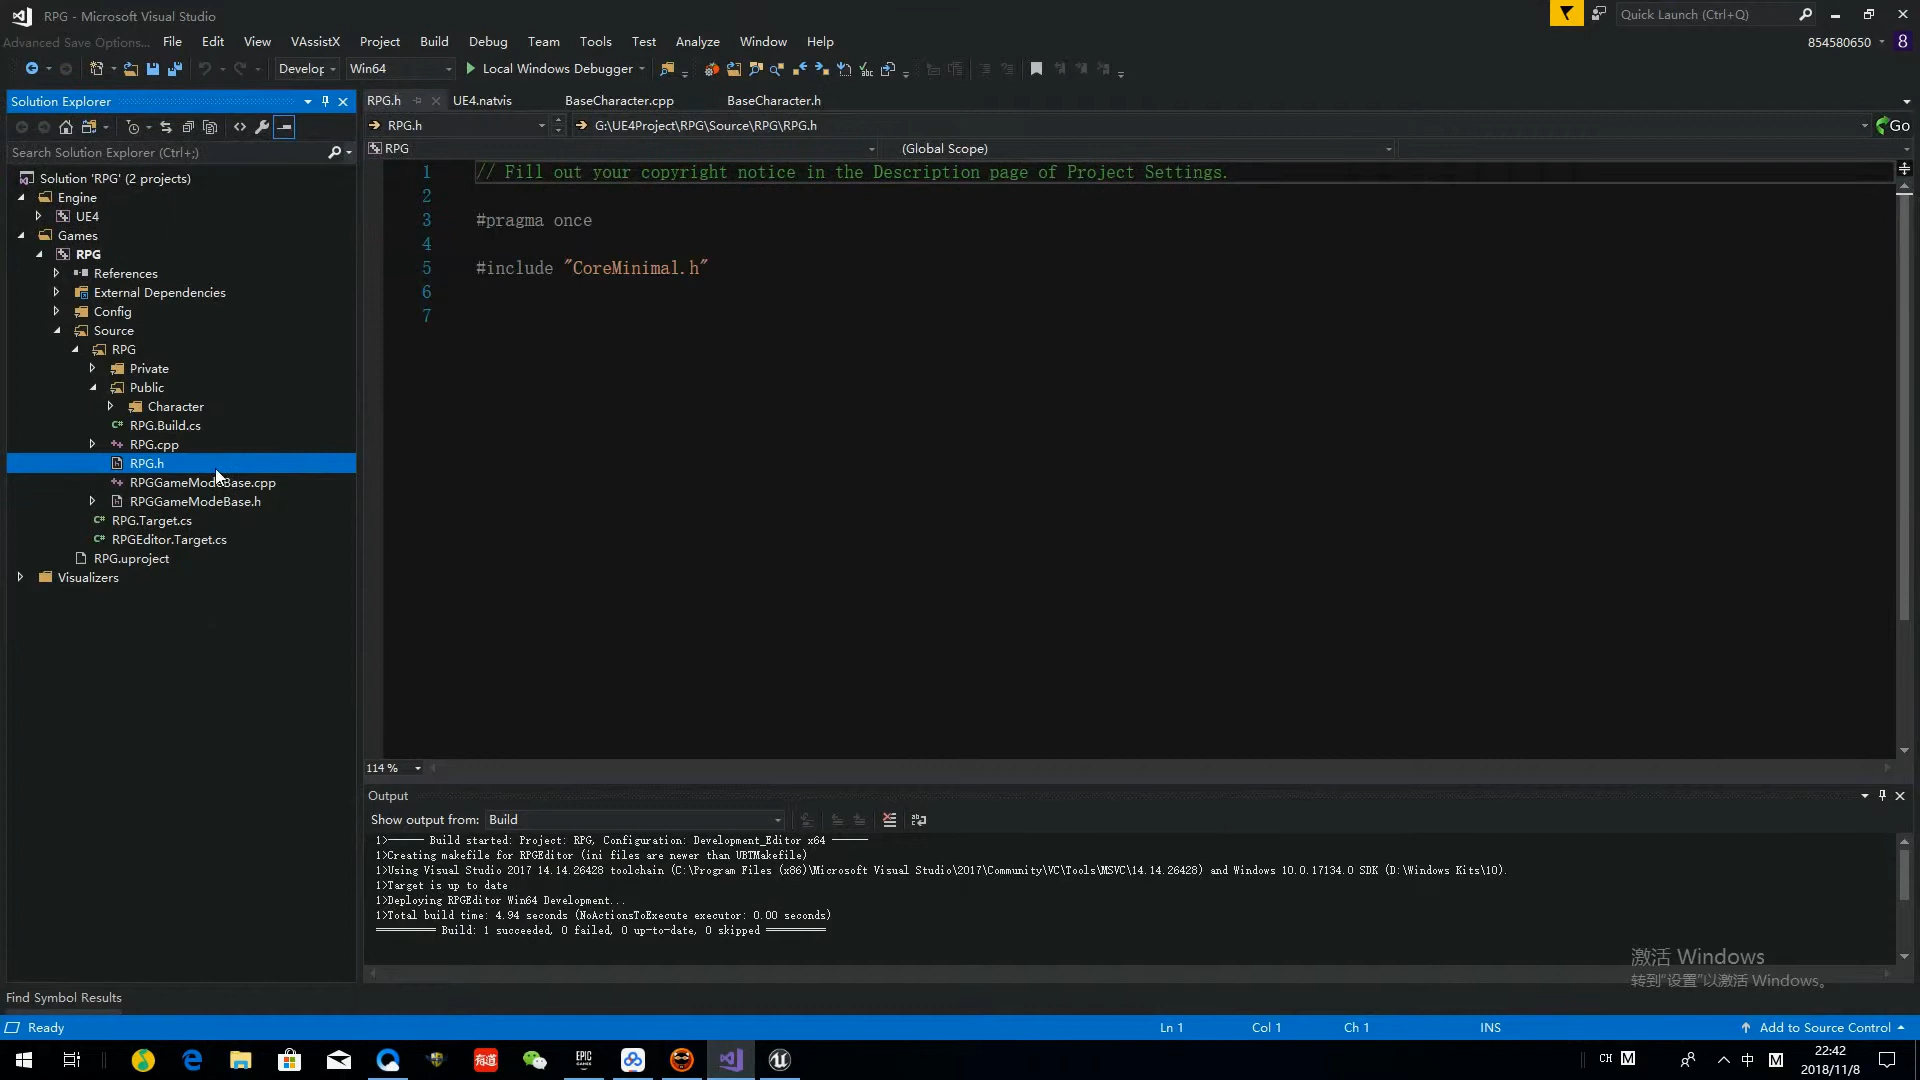 RPG - Microsoft Visual Studio
Quick Launch (Ctrl+Q)
Advanced Save Options...
File Edit View VAssistX Project Build Debug Team Tools Test Analyze Window Help
854580650
8
Develop Win64 Local Windows Debugger
Solution Explorer
RPG.h UE4.natvis BaseCharacter.cpp BaseCharacter.h
RPG.h G:\UE4Project\RPG\Source\RPG\RPG.h Go
Search Solution Explorer (Ctrl+;)
RPG (Global Scope)
Solution 'RPG' (2 projects)
Engine
UE4
Games
RPG
References
External Dependencies
Config
Source
RPG
Private
Public
Character
RPG.Build.cs
RPG.cpp
RPG.h
RPGGameModeBase.cpp
RPGGameModeBase.h
RPG.Target.cs
RPGEditor.Target.cs
RPG.uproject
Visualizers
1 // Fill out your copyright notice in the Description page of Project Settings.
2
3 #pragma once
4
5 #include "CoreMinimal.h"
6
7
114 %
Output
Show output from: Build
1>------ Build started: Project: RPG, Configuration: Development_Editor x64 ------
1>Creating makefile for RPGEditor (ini files are newer than UBTMakefile)
1>Using Visual Studio 2017 14.14.26428 toolchain (C:\Program Files (x86)\Microsoft Visual Studio\2017\Community\VC\Tools\MSVC\14.14.26428) and Windows 10.0.17134.0 SDK (D:\Windows Kits\10).
1>Target is up to date
1>Deploying RPGEditor Win64 Development...
1>Total build time: 4.94 seconds (NoActionsToExecute executor: 0.00 seconds)
========== Build: 1 succeeded, 0 failed, 0 up-to-date, 0 skipped ==========
激活 Windows
转到"设置"以激活 Windows。
Find Symbol Results
Ready Ln 1 Col 1 Ch 1 INS Add to Source Control
有道 EPIC GAMES CH M 中 M
22:42
2018/11/8